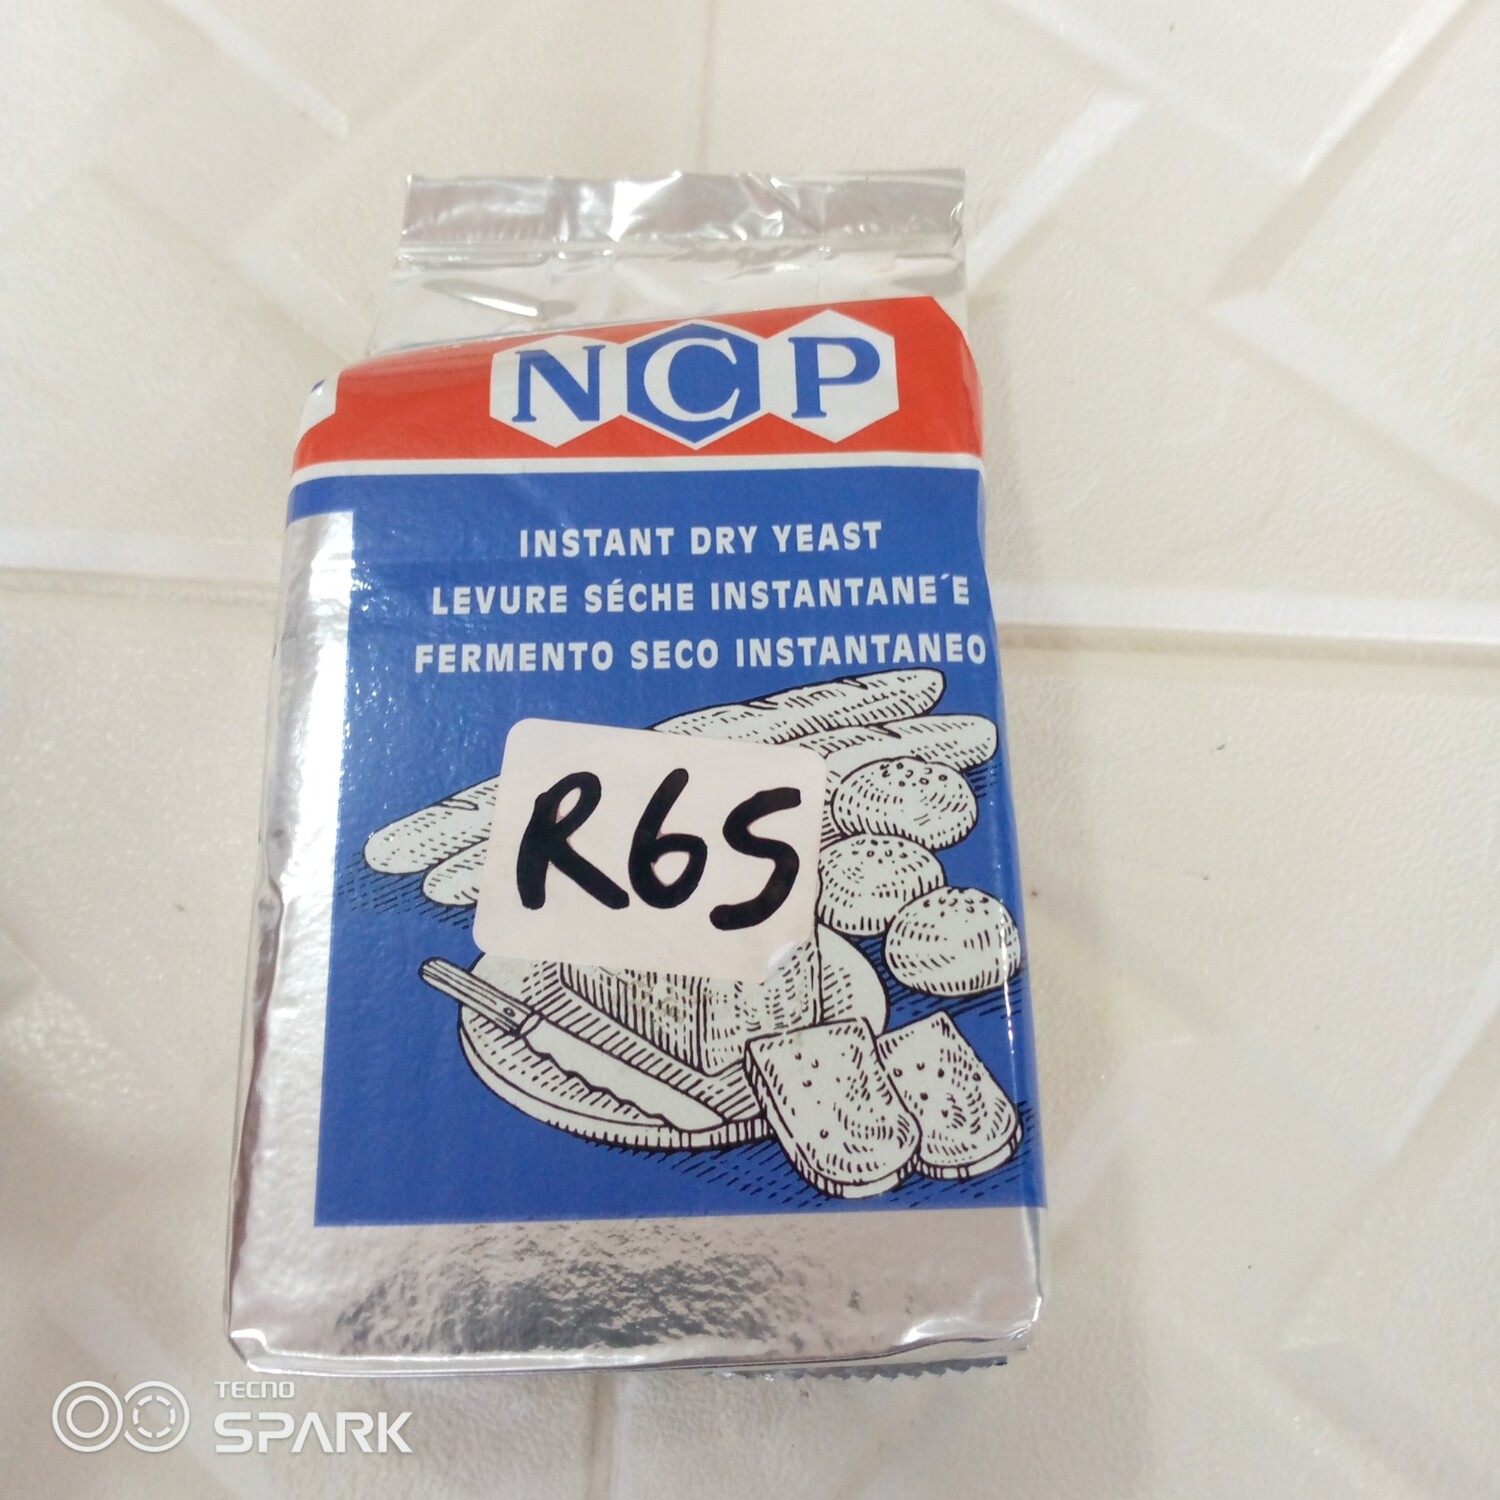 NCP
INSTANT DRY YEAST
LEVURE SÉCHE INSTANTANE´E
FERMENTO SECO INSTANTANEO
R65
TECNO
SPARK